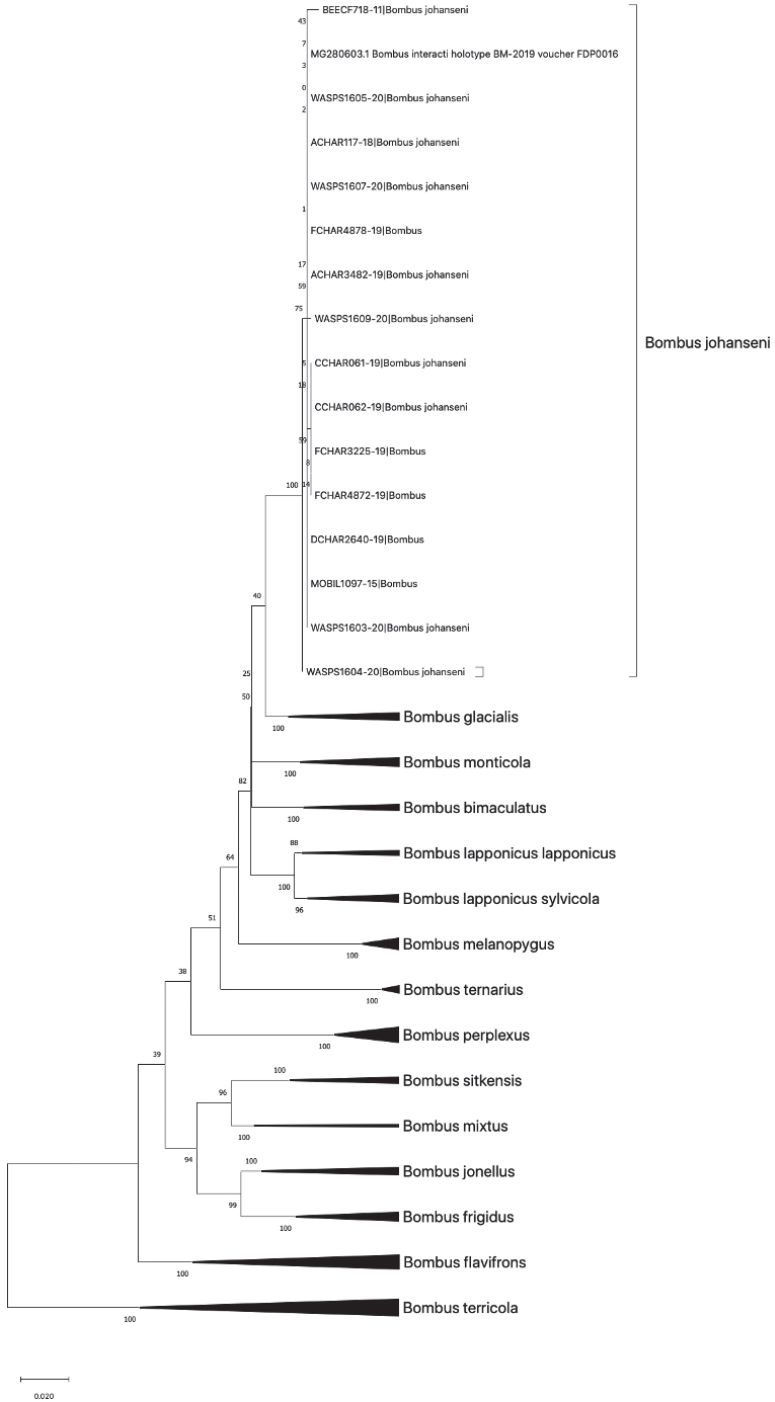 BEECF718-11|Bombus johanseni
43
7
MG280603.1 Bombus interacti holotype BM-2019 voucher FDP0016
3
0
WASPS1605-20|Bombus johanseni
2
ACHAR117-18|Bombus johanseni
WASPS1607-20|Bombus johanseni
1
FCHAR4878-19|Bombus
17
ACHAR3482-19|Bombus johanseni
59
75
WASPS1609-20|Bombus johanseni
Bombus johanseni
CCHAR061-19|Bombus johanseni
18
CCHAR062-19|Bombus johanseni
59
FCHAR3225-19|Bombus
8
100
14
FCHAR4872-19|Bombus
DCHAR2640-19|Bombus
MOBIL1097-15|Bombus
40
WASPS1603-20|Bombus johanseni
WASPS1604-20|Bombus johanseni
25
50
Bombus glacialis
100
Bombus monticola
100
82
Bombus bimaculatus
100
88
Bombus lapponicus lapponicus
64
100
Bombus lapponicus sylvicola
96
51
Bombus melanopygus
100
38
Bombus ternarius
100
Bombus perplexus
100
39
100
Bombus sitkensis
96
Bombus mixtus
100
94
100
Bombus jonellus
99
Bombus frigidus
100
Bombus flavifrons
100
Bombus terricola
100
0.020